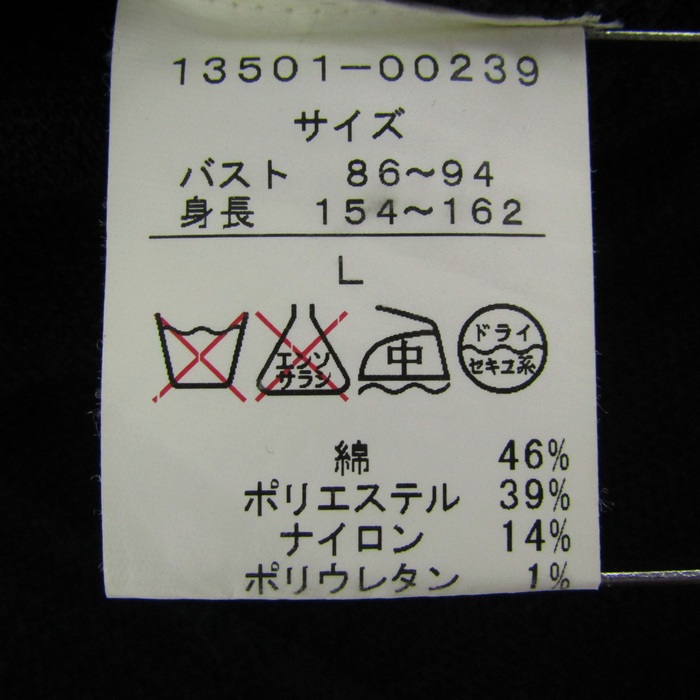 13501-00239
サイズ
バスト 86~94
身長 154~162
L
エンソ
サラシ
中
ドライ
セキユ系
綿 46%
ポリエステル 39%
ナイロン 14%
ポリウレタン 1%